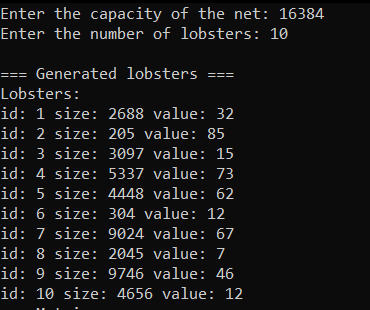 Enter the capacity of the net: 16384
Enter the number of lobsters: 10
=== Generated lobsters ===
Lobsters:
id: 1 size: 2688 value: 32
id: 2 size: 205 value: 85
id: 3 size: 3097 value: 15
id: 4 size: 5337 value: 73
id: 5 size: 4448 value: 62
id: 6 size: 304 value: 12
id: 7 size: 9024 value: 67
id: 8 size: 2045 value: 7
id: 9 size: 9746 value: 46
id: 10 size: 4656 value: 12